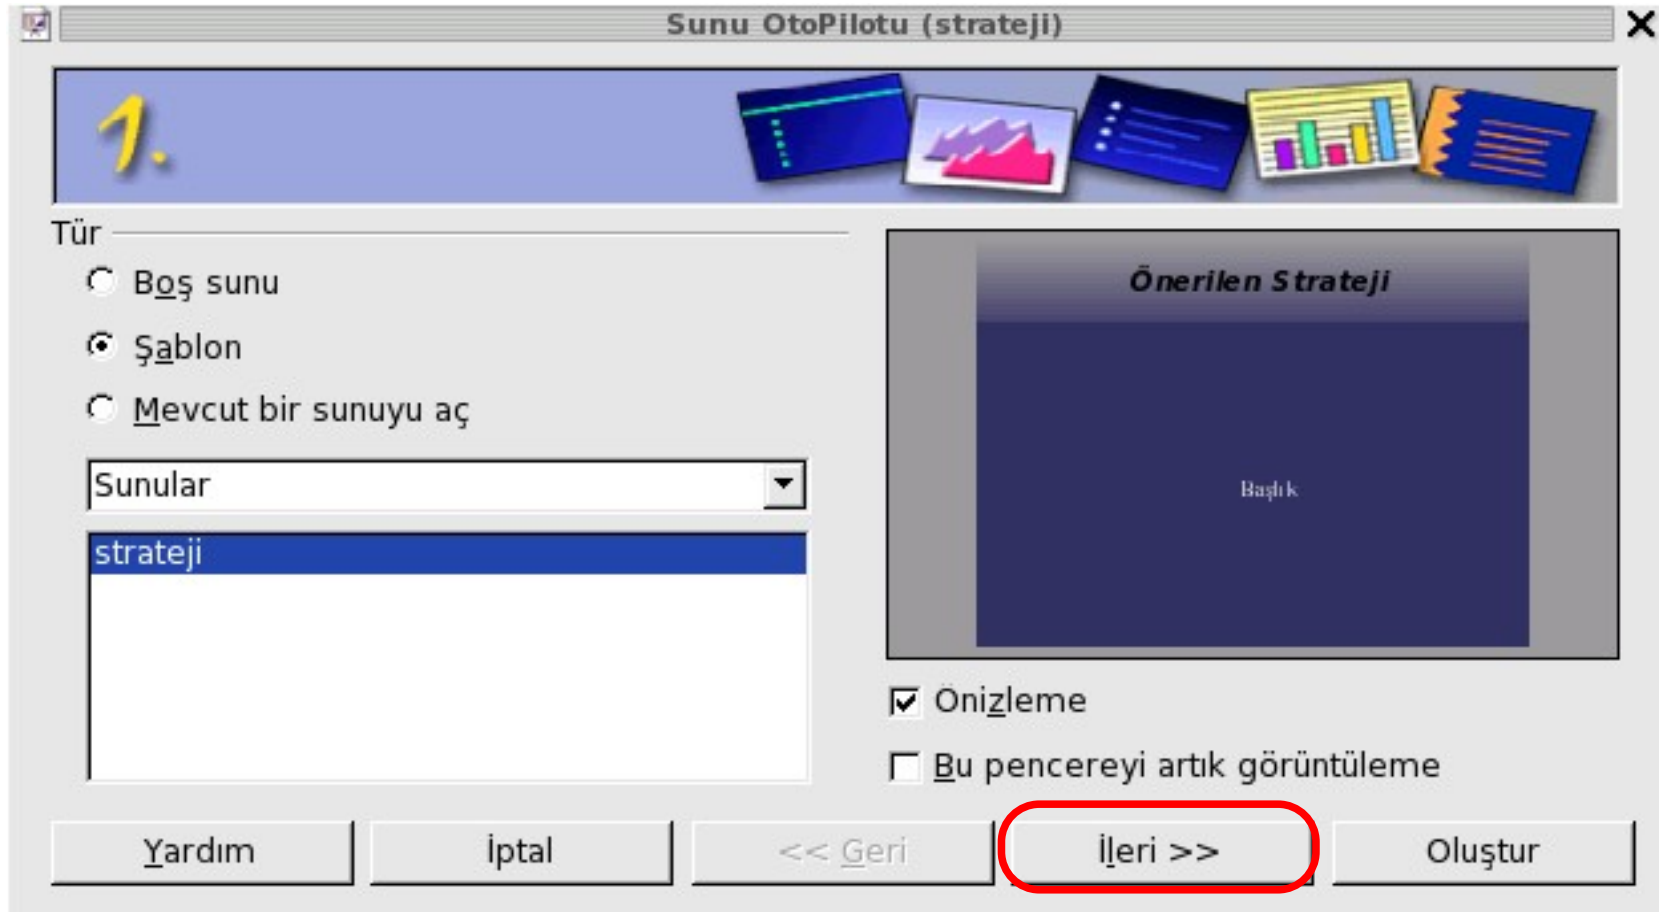 Sunu OtoPilotu (strateji)
1.
Tür
Boş sunu
Şablon
Mevcut bir sunuyu aç
Sunular
strateji
Önerilen Strateji
Başlık
Önizleme
Bu pencereyi artık görüntüleme
Yardım
İptal
<< Geri
İleri >>
Oluştur